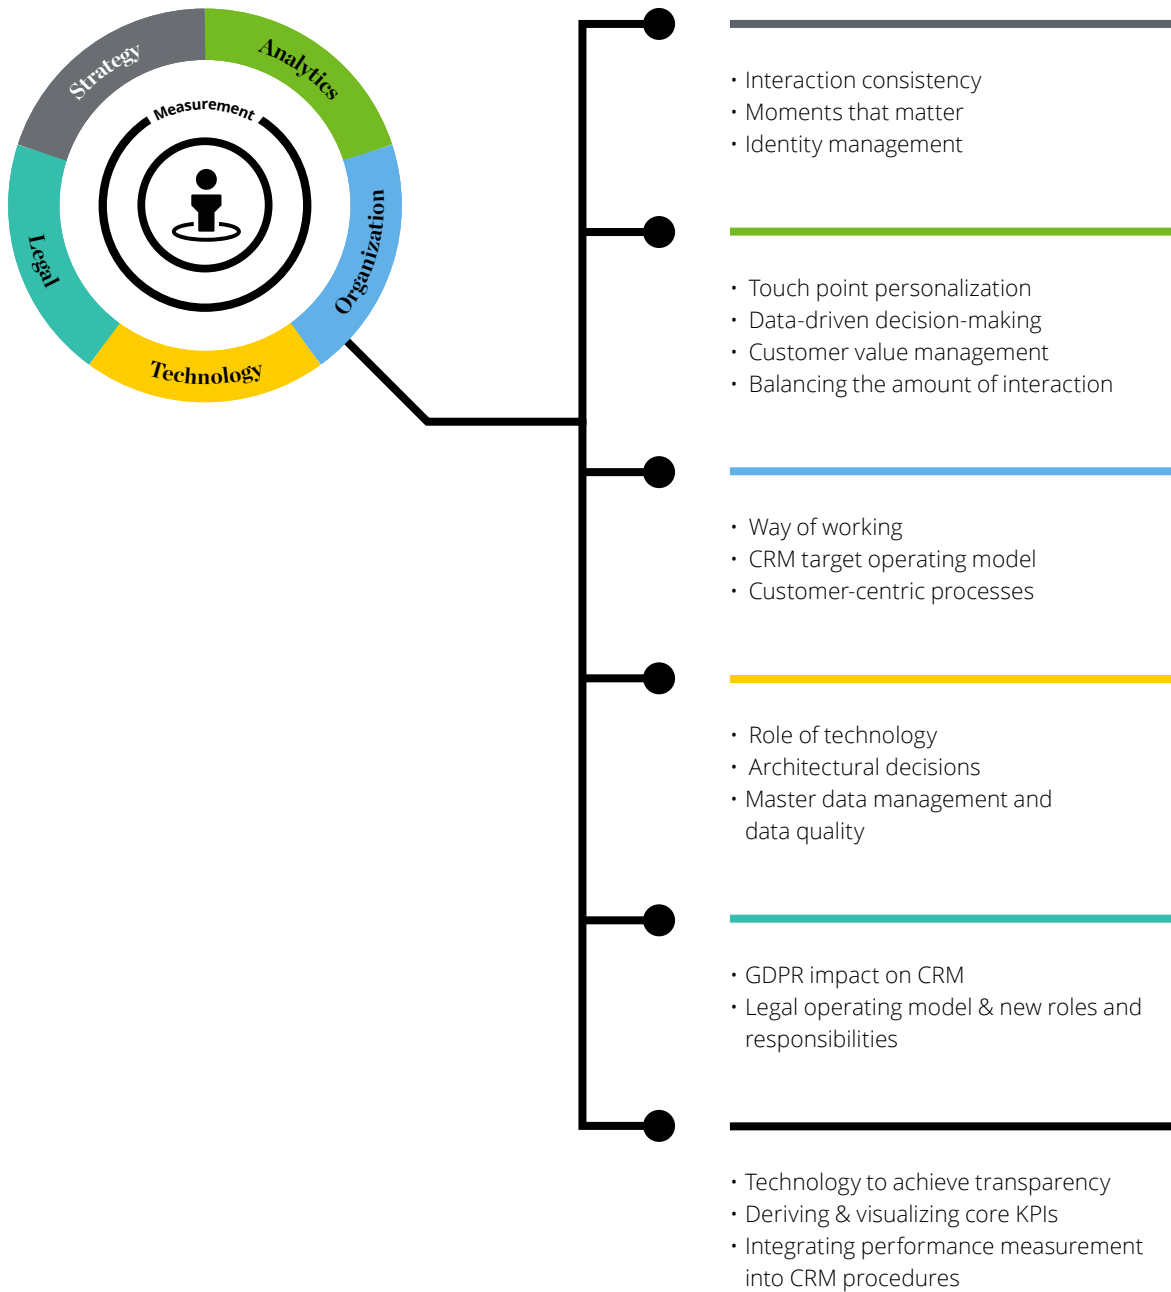 Strategy
Analytics
Measurement
Legal
Organization
Technology
• Interaction consistency
• Moments that matter
• Identity management
• Touch point personalization
• Data-driven decision-making
• Customer value management
• Balancing the amount of interaction
• Way of working
• CRM target operating model
• Customer-centric processes
• Role of technology
• Architectural decisions
• Master data management and
data quality
• GDPR impact on CRM
• Legal operating model & new roles and
responsibilities
• Technology to achieve transparency
• Deriving & visualizing core KPIs
• Integrating performance measurement
into CRM procedures